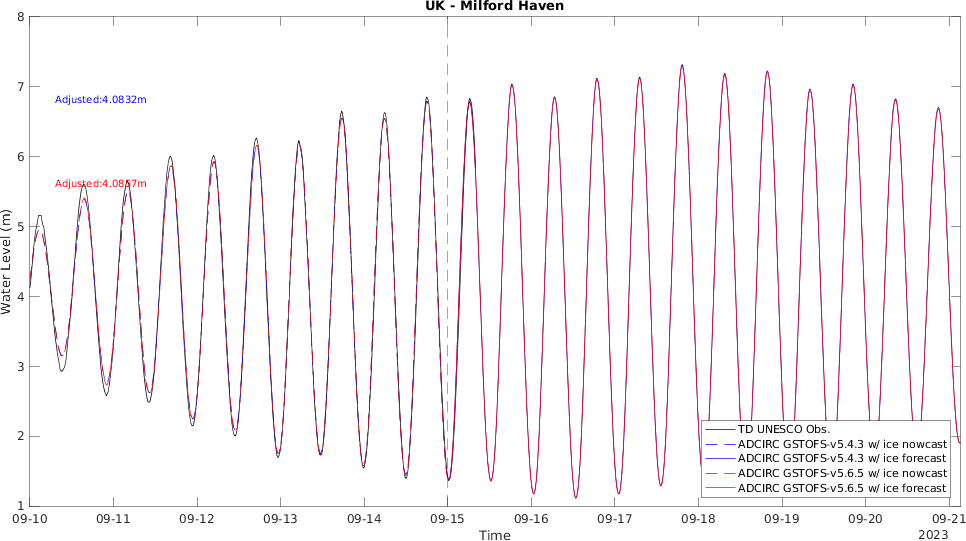 UK - Milford Haven
8
7
6
5
4
3
2
1
Water Level (m)
Adjusted:4.0832m
Adjusted:4.0857m
TD UNESCO Obs.
ADCIRC GSTOFS-v5.4.3 w/ ice nowcast
ADCIRC GSTOFS-v5.4.3 w/ ice forecast
ADCIRC GSTOFS-v5.6.5 w/ ice nowcast
ADCIRC GSTOFS-v5.6.5 w/ ice forecast
09-10 09-11 09-12 09-13 09-14 09-15 09-16 09-17 09-18 09-19 09-20 09-21
Time
2023